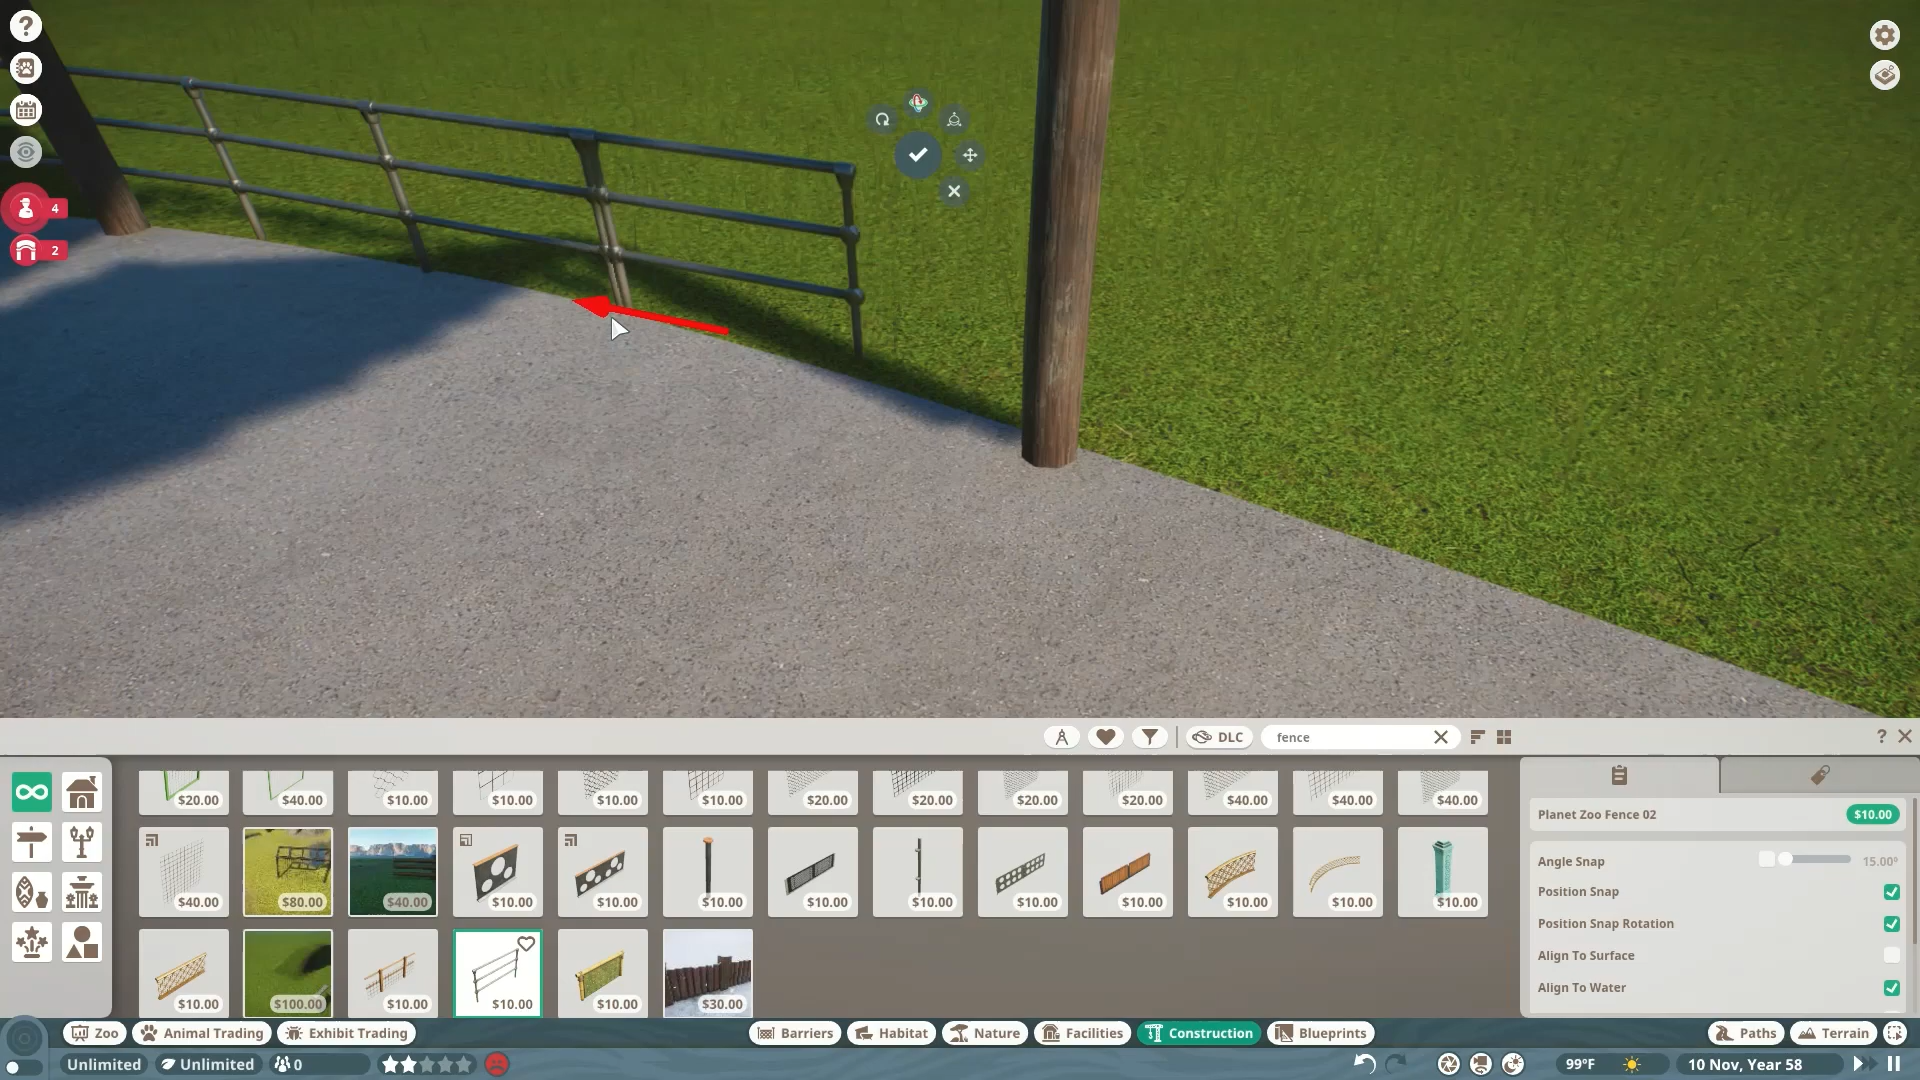 ?
4
2
DLC
fence
?
$20.00 $40.00 $10.00 $10.00 $10.00 $10.00 $20.00 $20.00 $20.00 $20.00 $40.00 $40.00 $40.00
$40.00 $80.00 $40.00 $10.00 $10.00 $10.00 $10.00 $10.00 $10.00 $10.00 $10.00 $10.00 $10.00
$10.00 $100.00 $10.00 $10.00 $10.00 $30.00
Planet Zoo Fence 02 $10.00
Angle Snap 15.00°
Position Snap
Position Snap Rotation
Align To Surface
Align To Water
Zoo Animal Trading Exhibit Trading Barriers Habitat Nature Facilities Construction Blueprints Paths Terrain
Unlimited Unlimited 0 99°F 10 Nov, Year 58